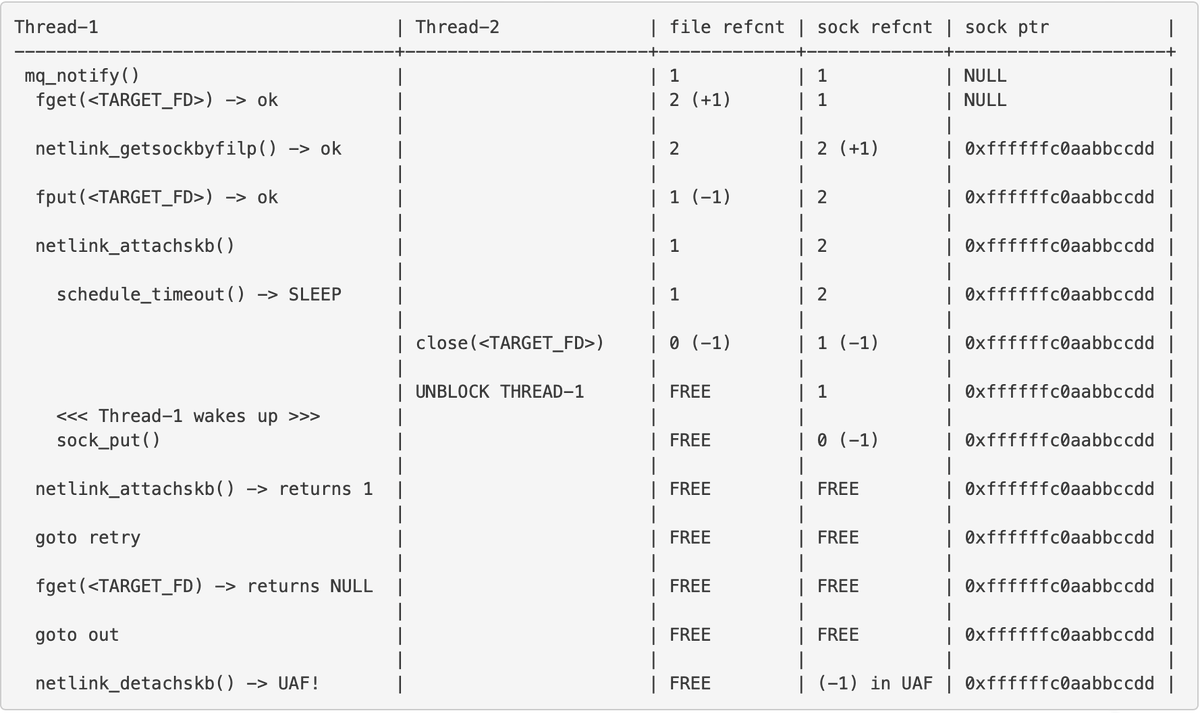 Thread-1 | Thread-2 | file refcnt | sock refcnt | sock ptr |
------------------------------------+------------------------+-------------+-------------+--------------------+
mq_notify() | | 1 | 1 | NULL |
fget(<TARGET_FD>) -> ok | | 2 (+1) | 1 | NULL |
| | | | |
netlink_getsockbyfilp() -> ok | | 2 | 2 (+1) | 0xffffffc0aabbccdd |
| | | | |
fput(<TARGET_FD>) -> ok | | 1 (-1) | 2 | 0xffffffc0aabbccdd |
| | | | |
netlink_attachskb() | | 1 | 2 | 0xffffffc0aabbccdd |
| | | | |
schedule_timeout() -> SLEEP | | 1 | 2 | 0xffffffc0aabbccdd |
| | | | |
| close(<TARGET_FD>) | 0 (-1) | 1 (-1) | 0xffffffc0aabbccdd |
| | | | |
| UNBLOCK THREAD-1 | FREE | 1 | 0xffffffc0aabbccdd |
<<< Thread-1 wakes up >>> | | | | |
sock_put() | | FREE | 0 (-1) | 0xffffffc0aabbccdd |
| | | | |
netlink_attachskb() -> returns 1 | | FREE | FREE | 0xffffffc0aabbccdd |
| | | | |
goto retry | | FREE | FREE | 0xffffffc0aabbccdd |
| | | | |
fget(<TARGET_FD) -> returns NULL | | FREE | FREE | 0xffffffc0aabbccdd |
| | | | |
goto out | | FREE | FREE | 0xffffffc0aabbccdd |
| | | | |
netlink_detachskb() -> UAF! | | FREE | (-1) in UAF | 0xffffffc0aabbccdd |